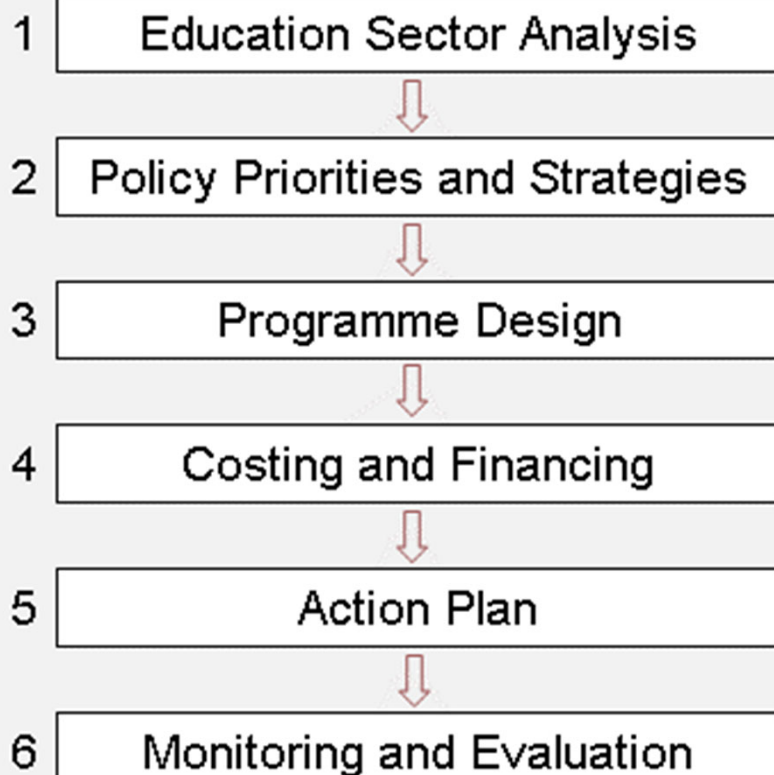 1 Education Sector Analysis
2 Policy Priorities and Strategies
3 Programme Design
4 Costing and Financing
5 Action Plan
6 Monitoring and Evaluation